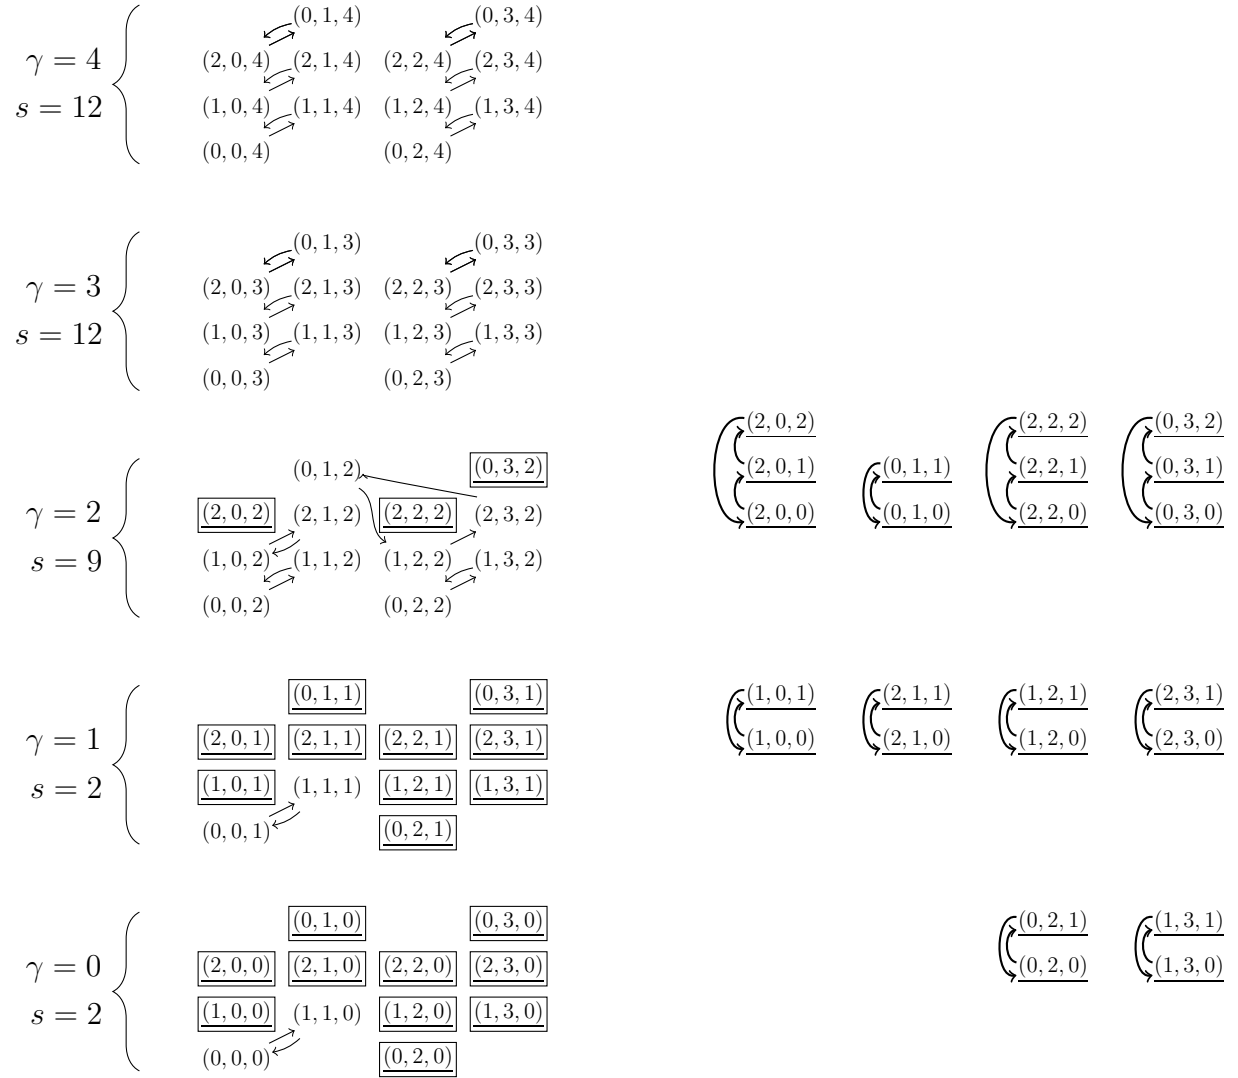 (0, 1, 4) (0, 3, 4)
γ = 4 (2, 0, 4) (2, 1, 4) (2, 2, 4) (2, 3, 4)
s = 12 (1, 0, 4) (1, 1, 4) (1, 2, 4) (1, 3, 4)
(0, 0, 4) (0, 2, 4)
(0, 1, 3) (0, 3, 3)
γ = 3 (2, 0, 3) (2, 1, 3) (2, 2, 3) (2, 3, 3)
s = 12 (1, 0, 3) (1, 1, 3) (1, 2, 3) (1, 3, 3)
(0, 0, 3) (0, 2, 3)
(2, 0, 2) (2, 2, 2) (0, 3, 2)
(0, 1, 2) (0, 3, 2) (2, 0, 1) (0, 1, 1) (2, 2, 1) (0, 3, 1)
γ = 2 (2, 0, 2) (2, 1, 2) (2, 2, 2) (2, 3, 2) (2, 0, 0) (0, 1, 0) (2, 2, 0) (0, 3, 0)
s = 9 (1, 0, 2) (1, 1, 2) (1, 2, 2) (1, 3, 2)
(0, 0, 2) (0, 2, 2)
(0, 1, 1) (0, 3, 1) (1, 0, 1) (2, 1, 1) (1, 2, 1) (2, 3, 1)
γ = 1 (2, 0, 1) (2, 1, 1) (2, 2, 1) (2, 3, 1) (1, 0, 0) (2, 1, 0) (1, 2, 0) (2, 3, 0)
s = 2 (1, 0, 1) (1, 1, 1) (1, 2, 1) (1, 3, 1)
(0, 0, 1) (0, 2, 1)
(0, 1, 0) (0, 3, 0) (0, 2, 1) (1, 3, 1)
γ = 0 (2, 0, 0) (2, 1, 0) (2, 2, 0) (2, 3, 0) (0, 2, 0) (1, 3, 0)
s = 2 (1, 0, 0) (1, 1, 0) (1, 2, 0) (1, 3, 0)
(0, 0, 0) (0, 2, 0)